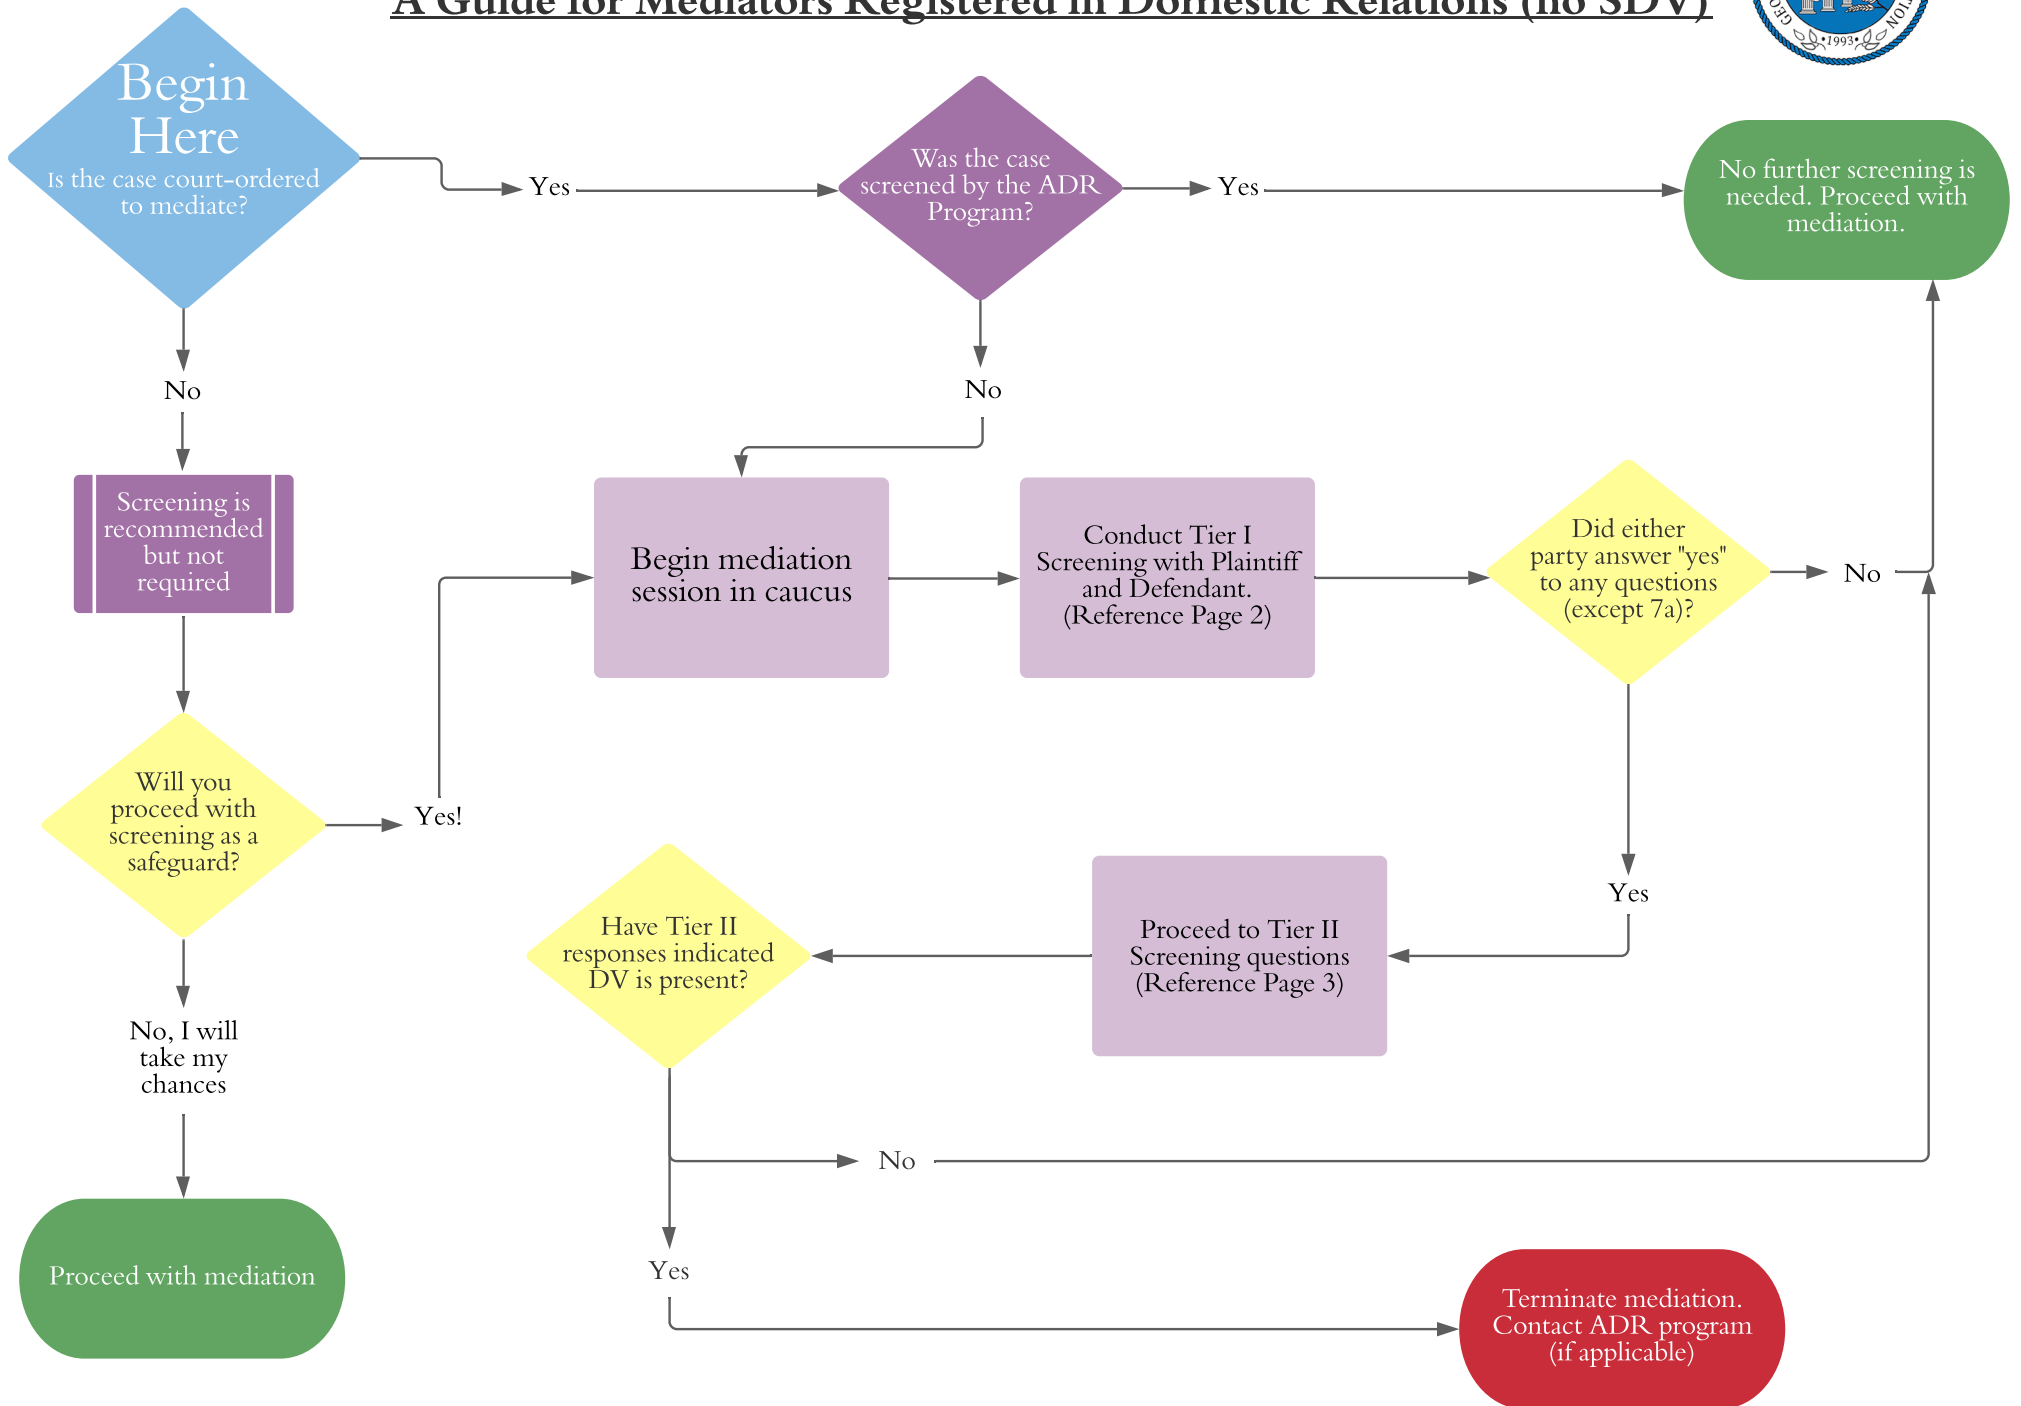 A Guide for Mediators Registered in Domestic Relations (no SDV)
GEO
•1993•
ION
Begin
Here
Is the case court-ordered
to mediate?
Yes
Was the case
screened by the ADR
Program?
Yes
No further screening is
needed. Proceed with
mediation.
No
No
Screening is
recommended
but not
required
Begin mediation
session in caucus
Conduct Tier I
Screening with Plaintiff
and Defendant.
(Reference Page 2)
Did either
party answer "yes"
to any questions
(except 7a)?
No
Will you
proceed with
screening as a
safeguard?
Yes!
Yes
Have Tier II
responses indicated
DV is present?
Proceed to Tier II
Screening questions
(Reference Page 3)
No, I will
take my
chances
No
Yes
Proceed with mediation
Terminate mediation.
Contact ADR program
(if applicable)